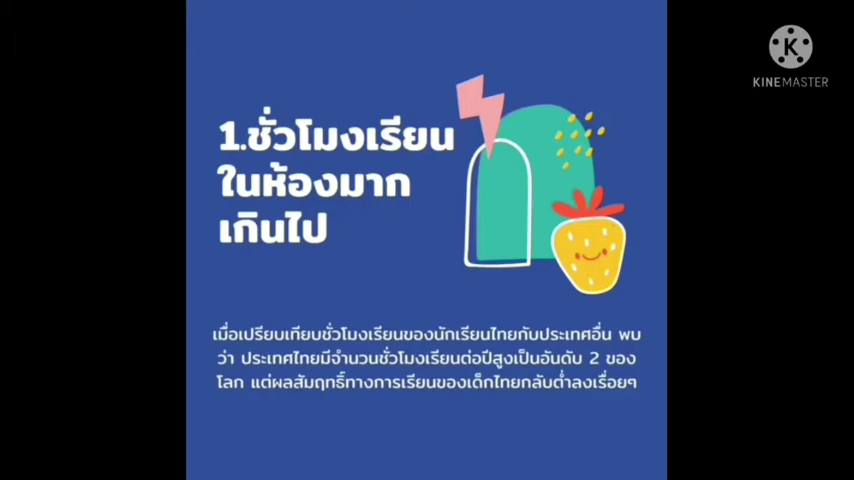 1.ชั่วโมงเรียน
ในห้องมาก
เกินไป
เมื่อเปรียบเทียบชั่วโมงเรียนของนักเรียนไทยกับประเทศอื่น พบ
ว่า ประเทศไทยมีจำนวนชั่วโมงเรียนต่อปีสูงเป็นอันดับ 2 ของ
โลก แต่ผลสัมฤทธิ์ทางการเรียนของเด็กไทยกลับต่ำลงเรื่อยๆ
K
KINEMASTER